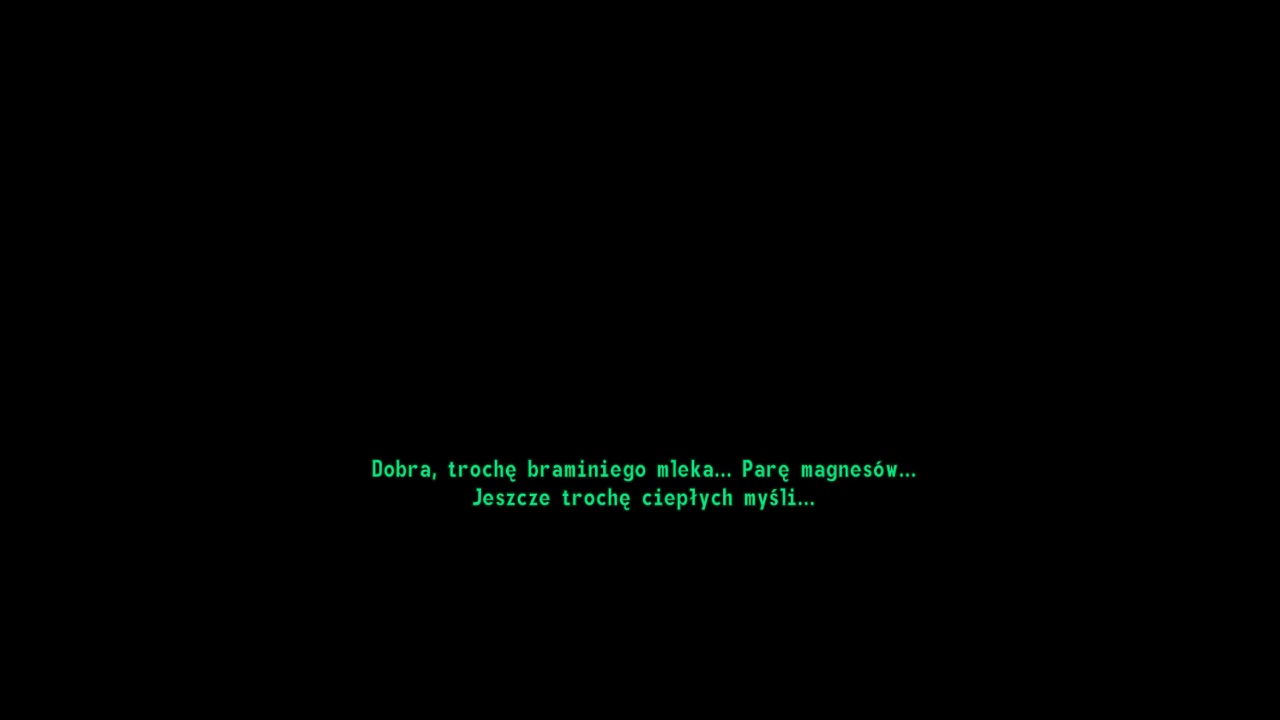 Dobra, trochę braminiego mleka... Parę magnesów...
Jeszcze trochę ciepłych myśli...